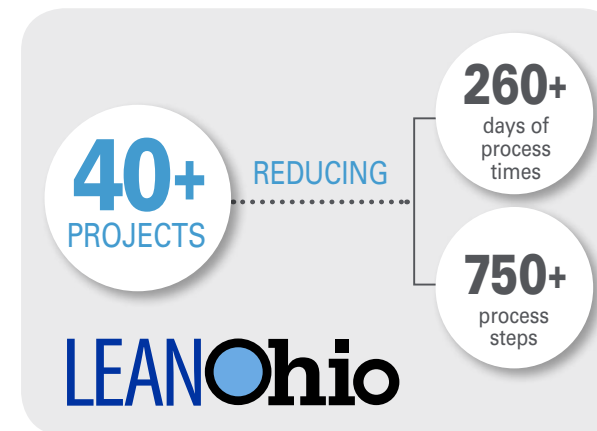 40+
PROJECTS
REDUCING
260+
days of
process
times
750+
process
steps
LEANOhio